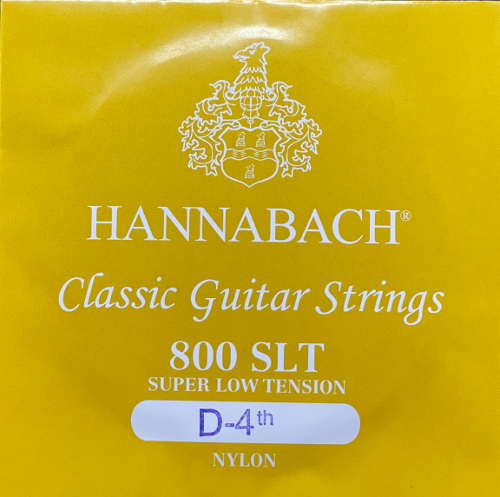 HANNABACH®
Classic Guitar Strings
800 SLT
SUPER LOW TENSION
D-4th
NYLON